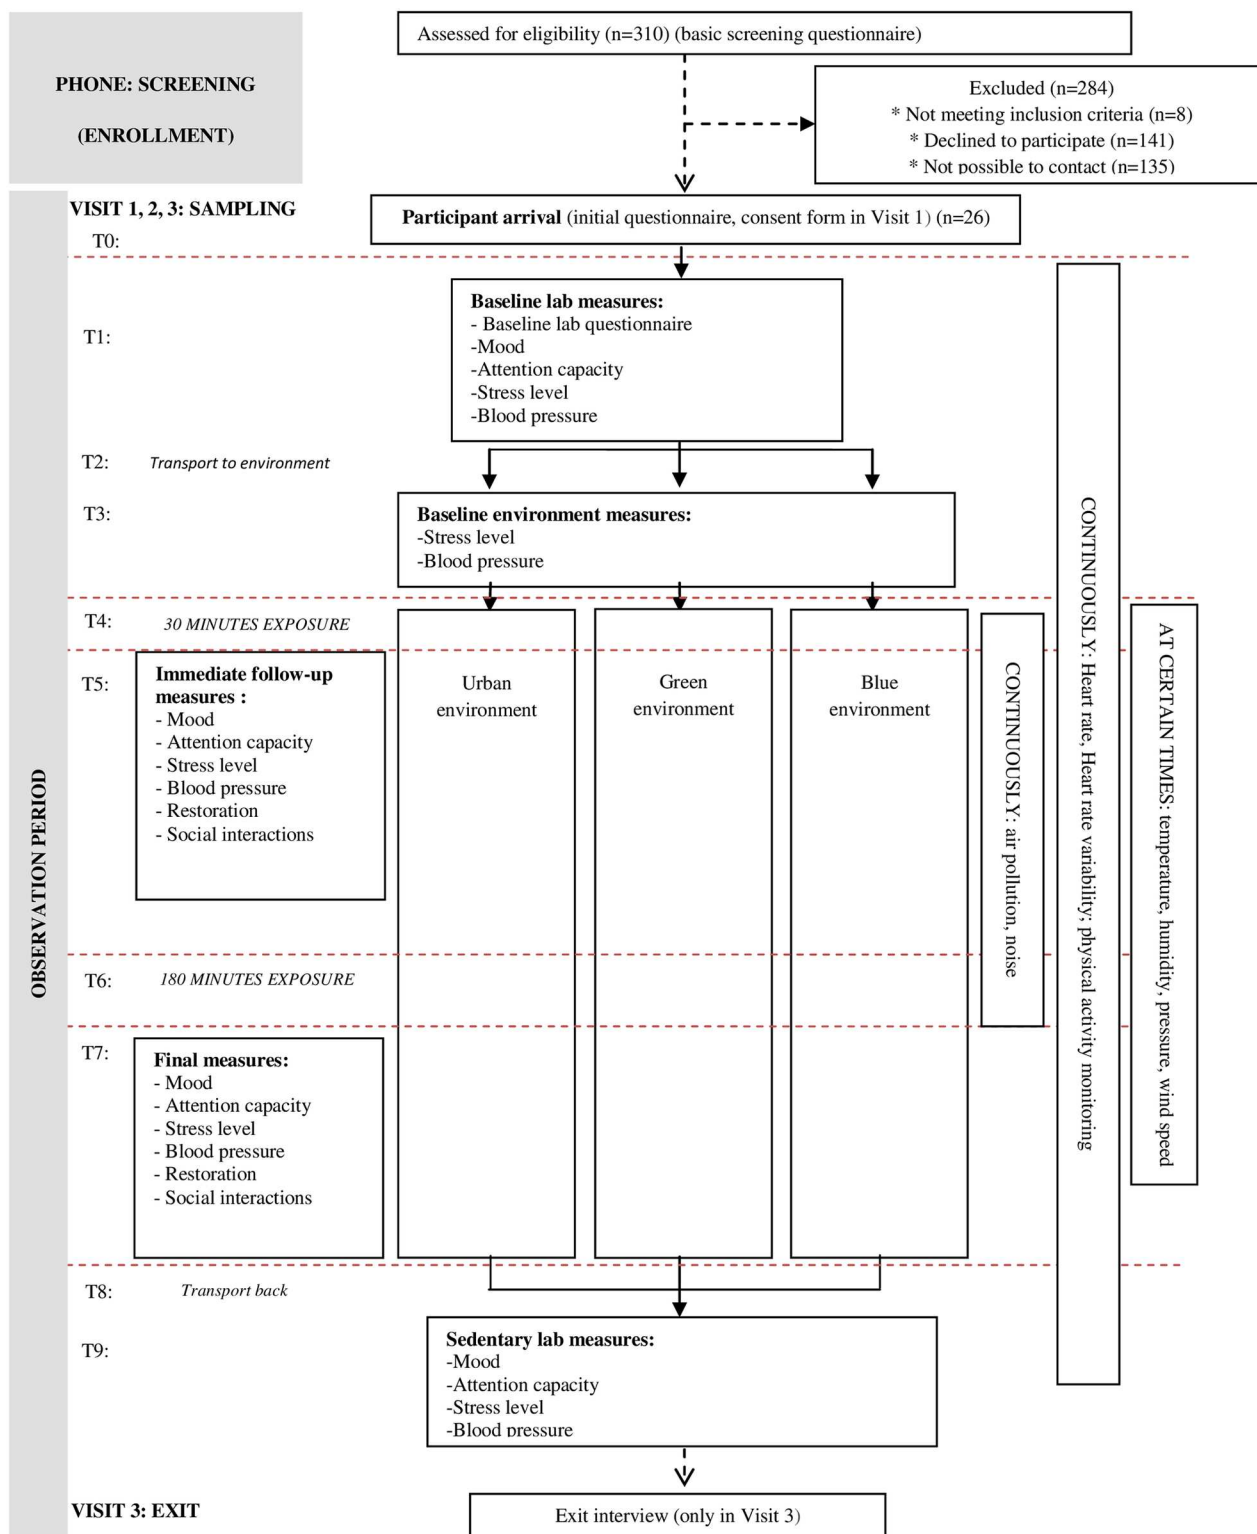 Assessed for eligibility (n=310) (basic screening questionnaire)
PHONE: SCREENING
(ENROLLMENT)
Excluded (n=284)
* Not meeting inclusion criteria (n=8)
* Declined to participate (n=141)
* Not possible to contact (n=135)
VISIT 1, 2, 3: SAMPLING
Participant arrival (initial questionnaire, consent form in Visit 1) (n=26)
T0:
OBSERVATION PERIOD
T1:
Baseline lab measures:
- Baseline lab questionnaire
-Mood
-Attention capacity
-Stress level
-Blood pressure
T2:
Transport to environment
T3:
Baseline environment measures:
-Stress level
-Blood pressure
T4:
30 MINUTES EXPOSURE
T5:
Immediate follow-up
measures :
- Mood
- Attention capacity
- Stress level
- Blood pressure
- Restoration
- Social interactions
Urban
environment
Green
environment
Blue
environment
CONTINUOUSLY: air pollution, noise
CONTINUOUSLY: Heart rate, Heart rate variability; physical activity monitoring
AT CERTAIN TIMES: temperature, humidity, pressure, wind speed
T6:
180 MINUTES EXPOSURE
T7:
Final measures:
- Mood
- Attention capacity
- Stress level
- Blood pressure
- Restoration
- Social interactions
T8:
Transport back
T9:
Sedentary lab measures:
-Mood
-Attention capacity
-Stress level
-Blood pressure
VISIT 3: EXIT
Exit interview (only in Visit 3)